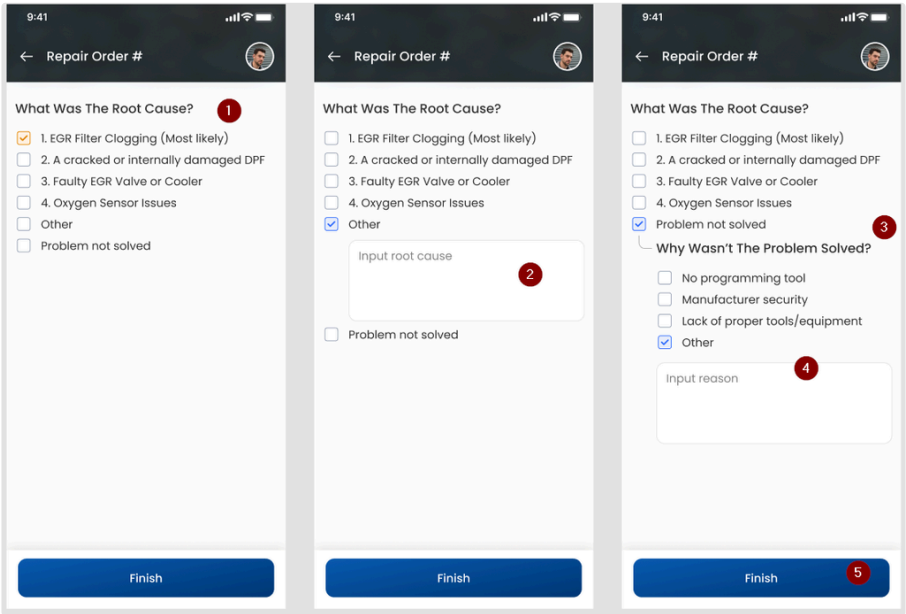 9:41
Repair Order #
What Was The Root Cause?
1
1. EGR Filter Clogging (Most likely)
2. A cracked or internally damaged DPF
3. Faulty EGR Valve or Cooler
4. Oxygen Sensor Issues
Other
Problem not solved
Finish
9:41
Repair Order #
What Was The Root Cause?
1. EGR Filter Clogging (Most likely)
2. A cracked or internally damaged DPF
3. Faulty EGR Valve or Cooler
4. Oxygen Sensor Issues
Other
Input root cause
2
Problem not solved
Finish
9:41
Repair Order #
What Was The Root Cause?
1. EGR Filter Clogging (Most likely)
2. A cracked or internally damaged DPF
3. Faulty EGR Valve or Cooler
4. Oxygen Sensor Issues
Problem not solved
3
Why Wasn't The Problem Solved?
No programming tool
Manufacturer security
Lack of proper tools/equipment
Other
4
Input reason
Finish
5